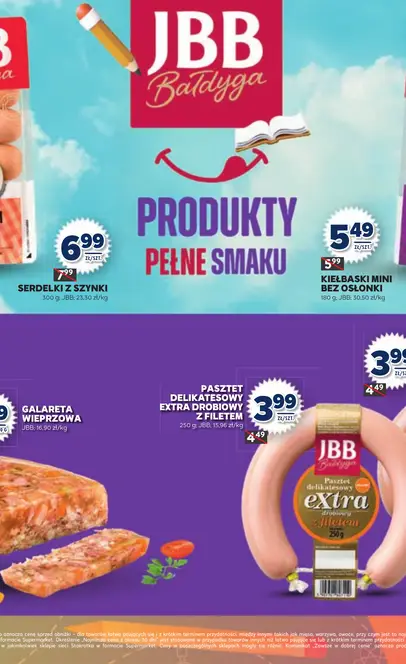 JBB
Bałdyga
PRODUKTY
PEŁNE SMAKU
6.99
ZŁ/SZT.
7.99
SERDELKI Z SZYNKI
300 g, JBB: 23,30 zł/kg
5.49
ZŁ/SZT.
5.99
KIEŁBASKI MINI
BEZ OSŁONKI
180 g, JBB: 30,50 zł/kg
GALARETA
WIEPRZOWA
JBB: 16,90 zł/kg
PASZTET
DELIKATESOWY
EXTRA DROBIOWY
Z FILETEM
250 g, JBB: 15,96 zł/kg
3.99
ZŁ/SZT.
4.49
3.99
4.49
JBB
Bałdyga
Pasztet
delikatesowy
eXtra
drobiowy
z filetem
250 g